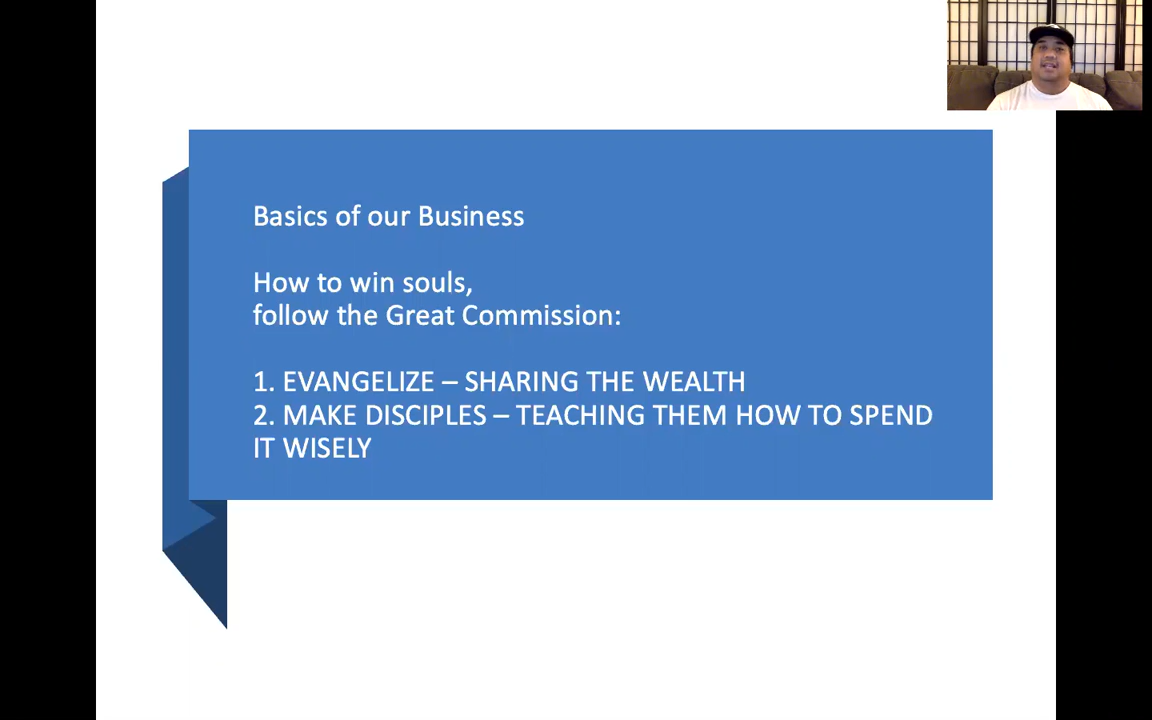 Basics of our Business
How to win souls,
follow the Great Commission:
1. EVANGELIZE – SHARING THE WEALTH
2. MAKE DISCIPLES – TEACHING THEM HOW TO SPEND
IT WISELY